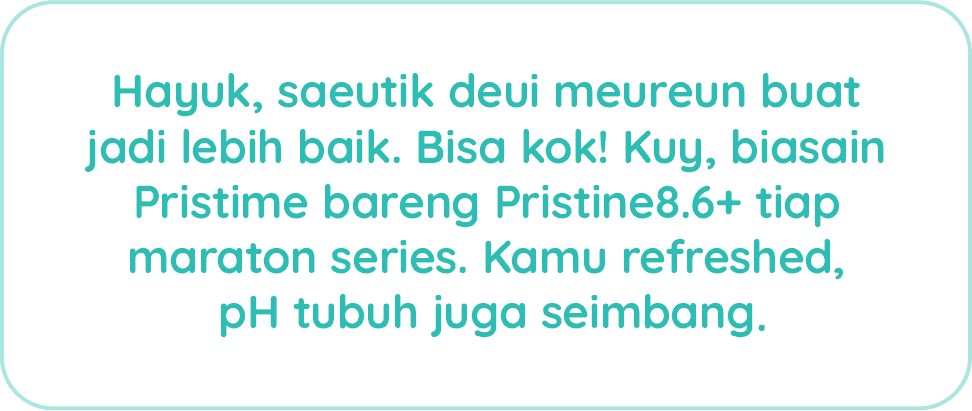 Hayuk, saeutik deui meureun buat
jadi lebih baik. Bisa kok! Kuy, biasain
Pristime bareng Pristine8.6+ tiap
maraton series. Kamu refreshed,
pH tubuh juga seimbang.